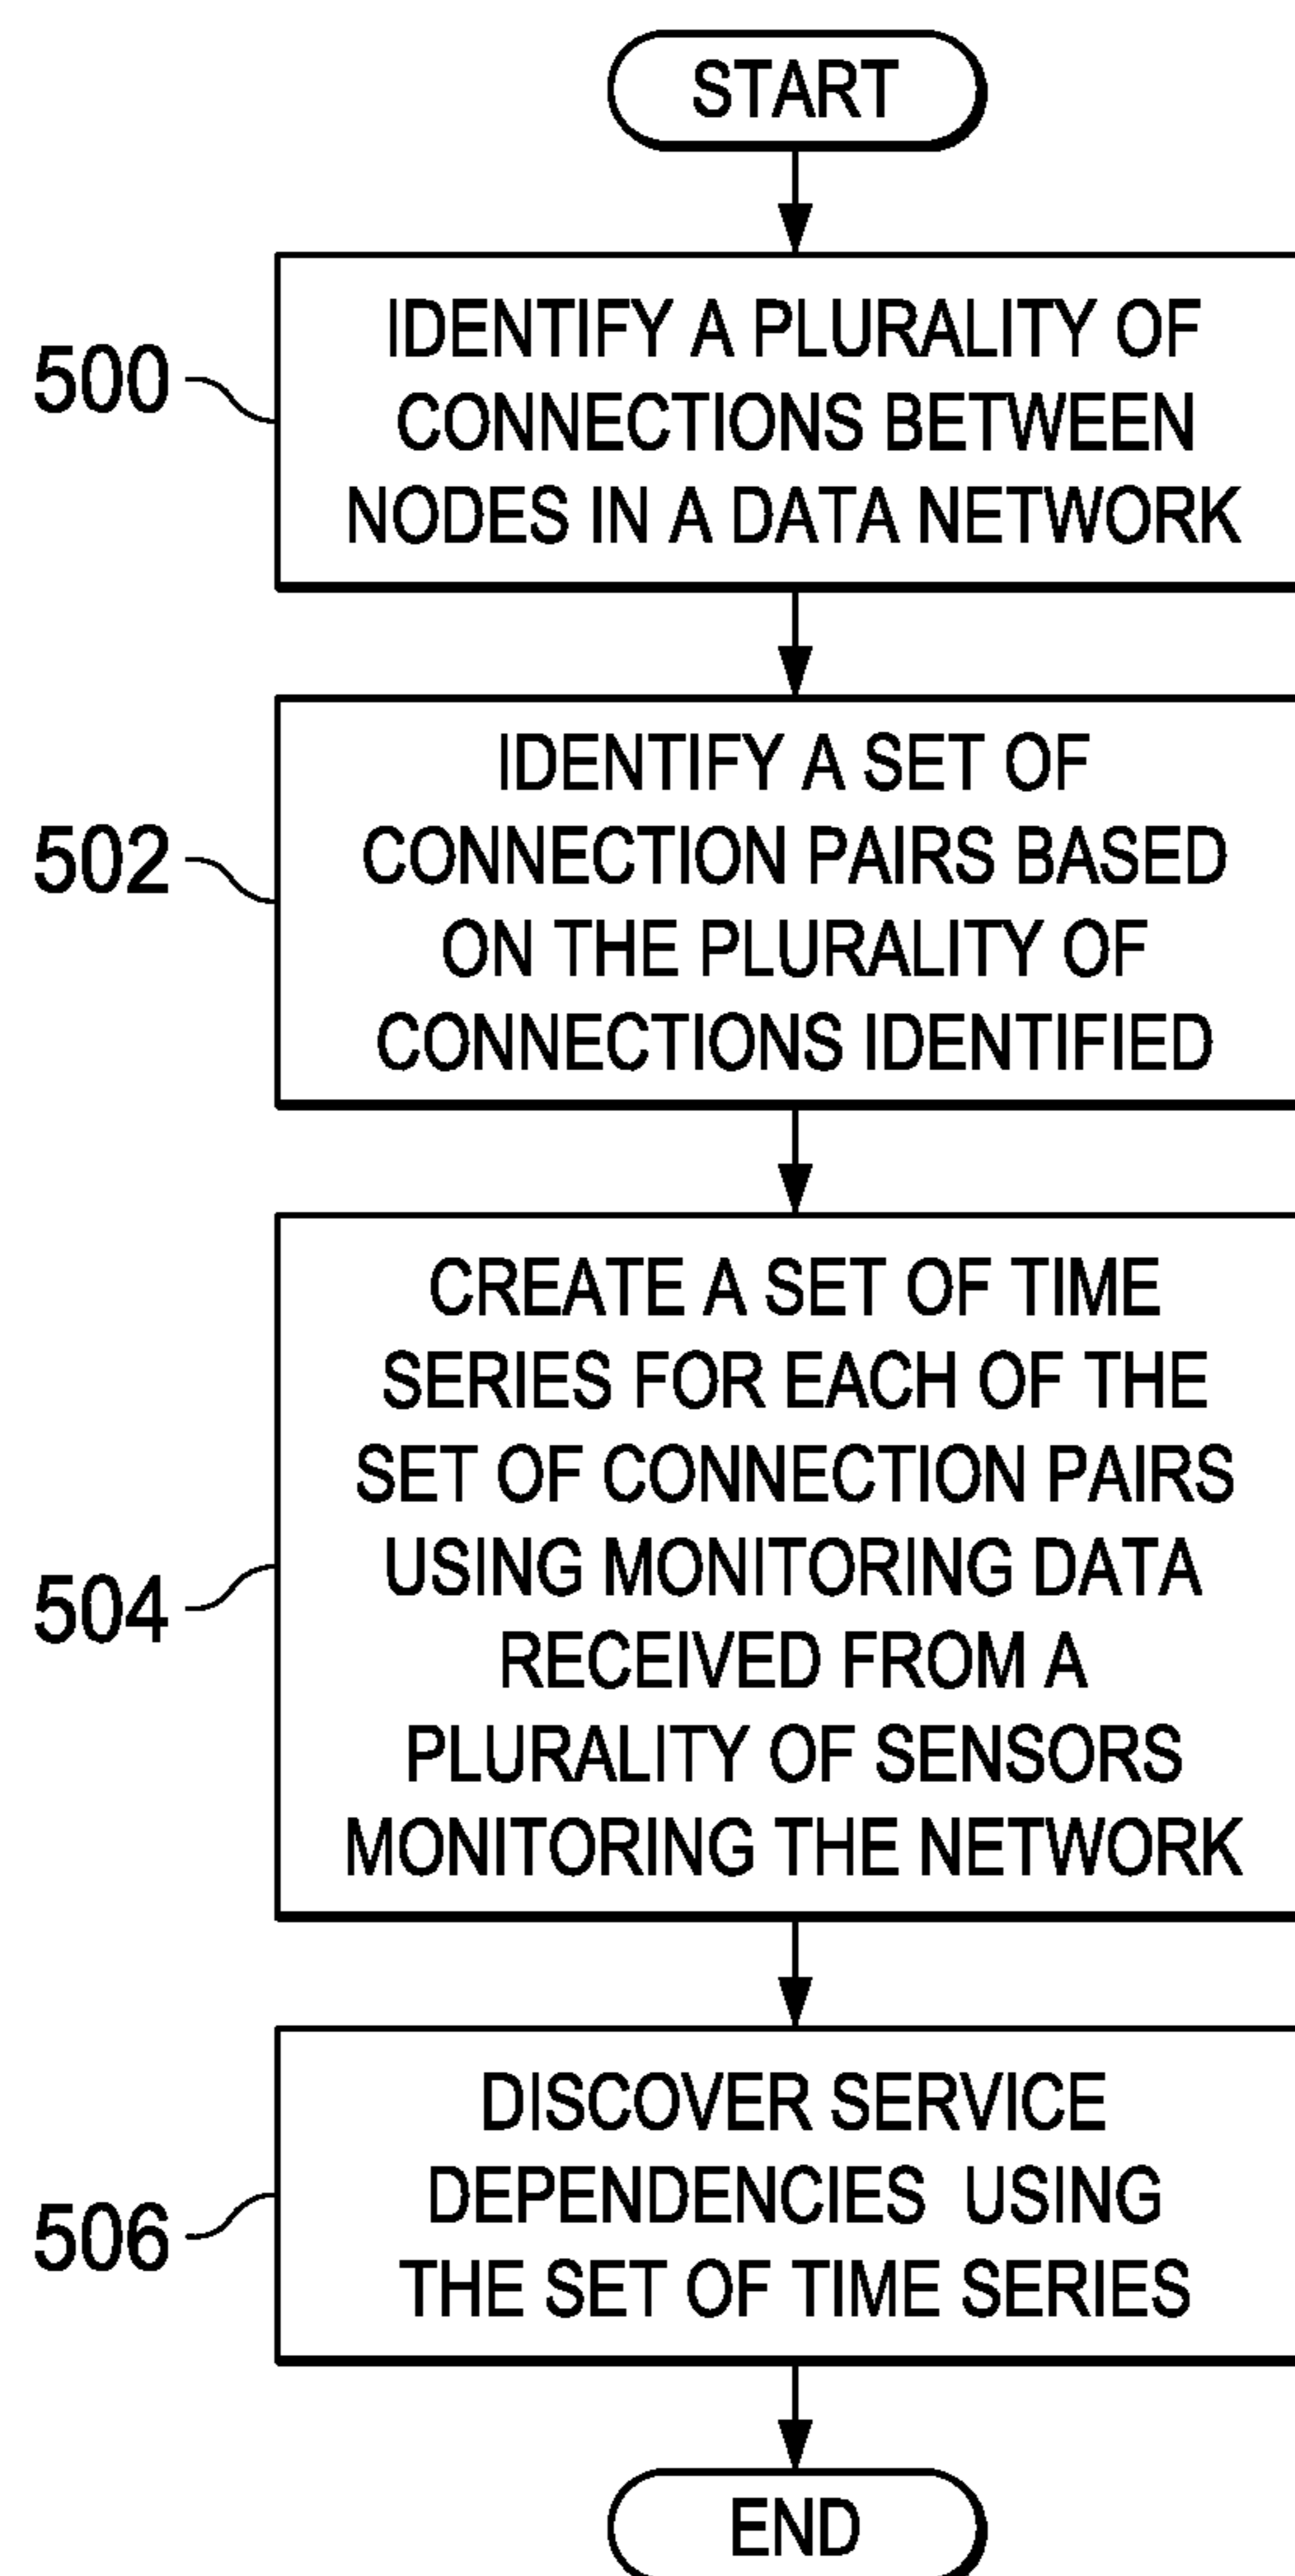 START
500
IDENTIFY A PLURALITY OF
CONNECTIONS BETWEEN
NODES IN A DATA NETWORK
502
IDENTIFY A SET OF
CONNECTION PAIRS BASED
ON THE PLURALITY OF
CONNECTIONS IDENTIFIED
504
CREATE A SET OF TIME
SERIES FOR EACH OF THE
SET OF CONNECTION PAIRS
USING MONITORING DATA
RECEIVED FROM A
PLURALITY OF SENSORS
MONITORING THE NETWORK
506
DISCOVER SERVICE
DEPENDENCIES USING
THE SET OF TIME SERIES
END